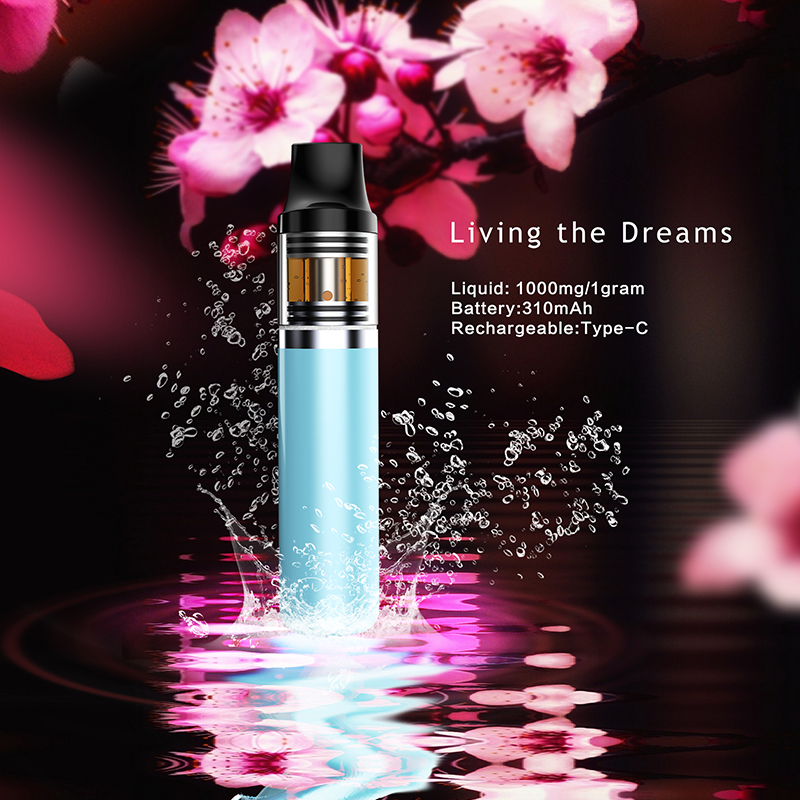 Living the Dreams
Liquid: 1000mg/1gram
Battery:310mAh
Rechargeable:Type-C